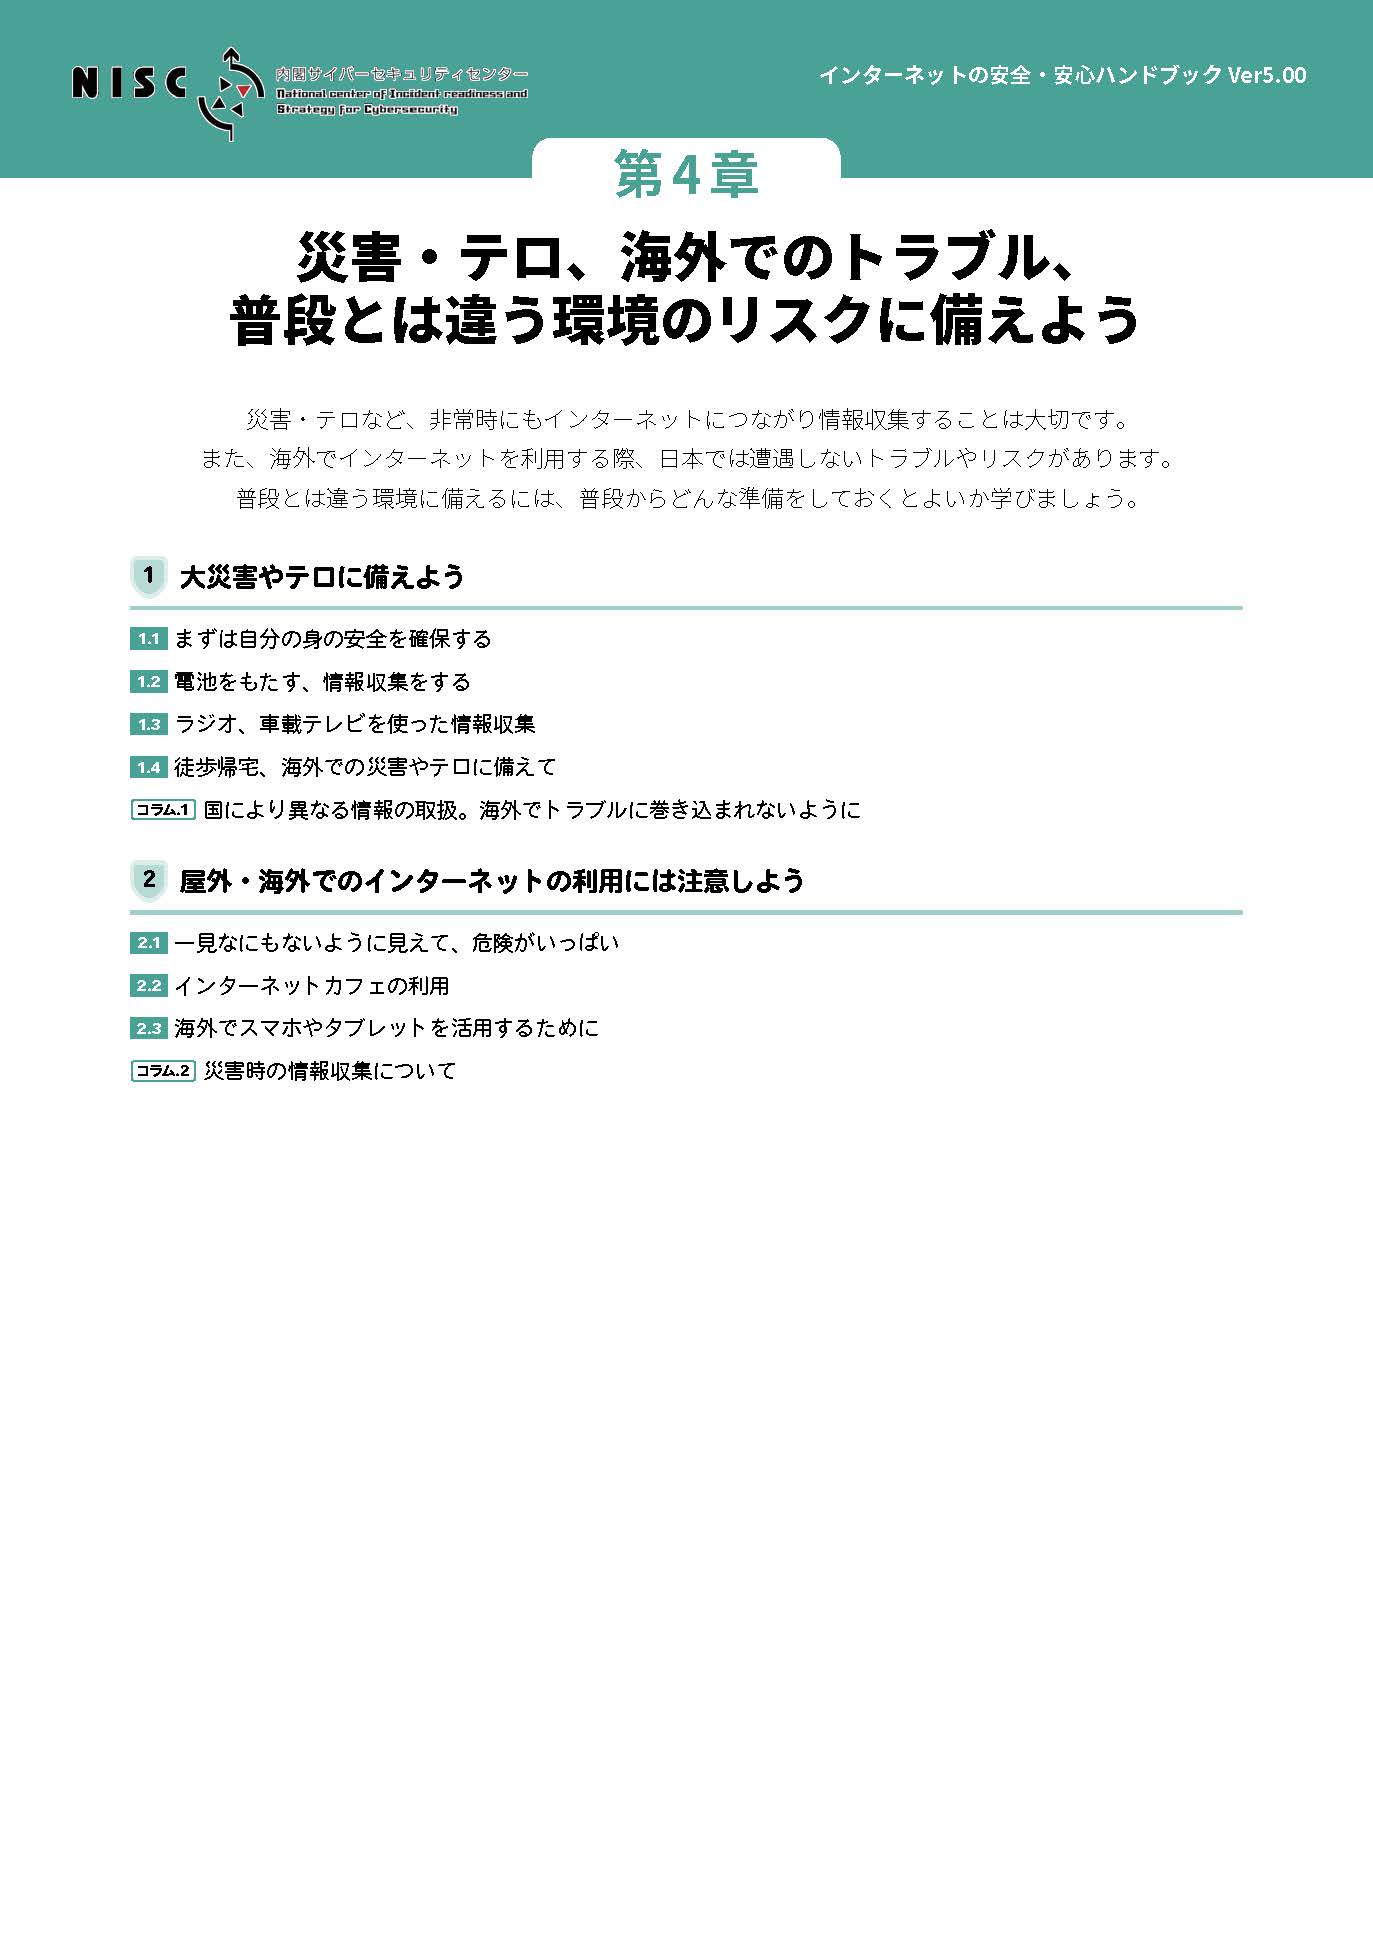 NISC
内閣サイバーセキュリティセンター
National center of Incident readiness and
Strategy for Cybersecurity
インターネットの安全・安心ハンドブック Ver5.00
第4章
災害・テロ、海外でのトラブル、
普段とは違う環境のリスクに備えよう
災害・テロなど、非常時にもインターネットにつながり情報収集することは大切です。
また、海外でインターネットを利用する際、日本では遭遇しないトラブルやリスクがあります。
普段とは違う環境に備えるには、普段からどんな準備をしておくとよいか学びましょう。
1 大災害やテロに備えよう
1.1 まずは自分の身の安全を確保する
1.2 電池をもたす、情報収集をする
1.3 ラジオ、車載テレビを使った情報収集
1.4 徒歩帰宅、海外での災害やテロに備えて
コラム.1 国により異なる情報の取扱。海外でトラブルに巻き込まれないように
2 屋外・海外でのインターネットの利用には注意しよう
2.1 一見なにもないように見えて、危険がいっぱい
2.2 インターネットカフェの利用
2.3 海外でスマホやタブレットを活用するために
コラム.2 災害時の情報収集について